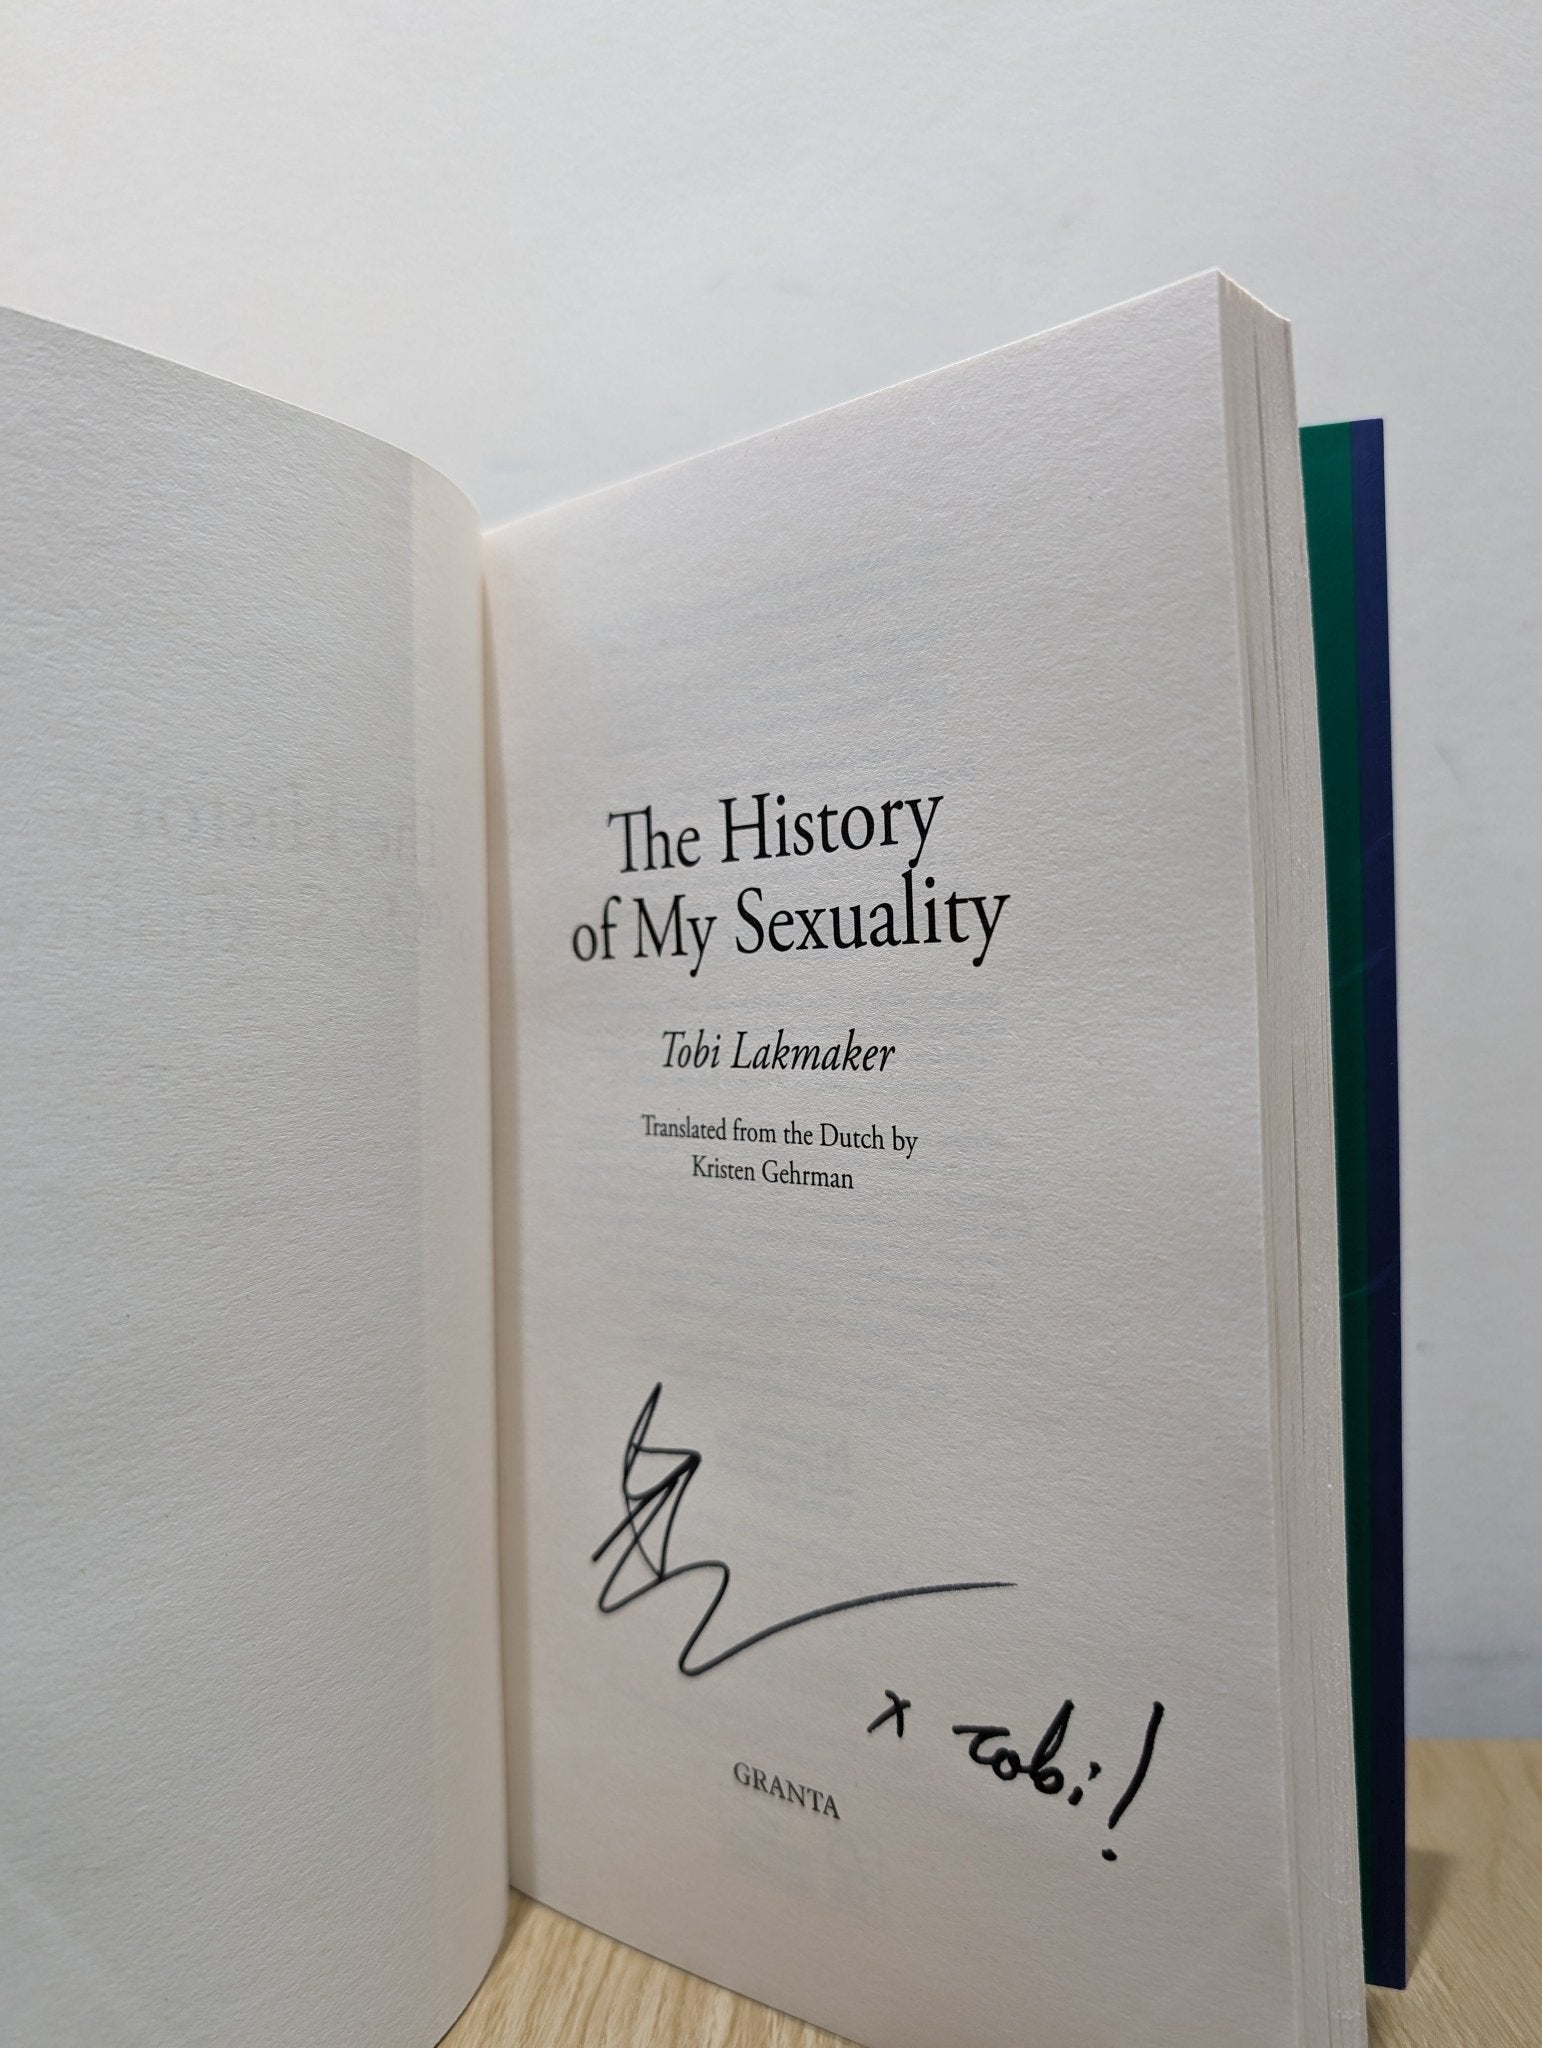 The History
of My Sexuality
Tobi Lakmaker
Translated from the Dutch by
Kristen Gehrman
x Tobi!
GRANTA